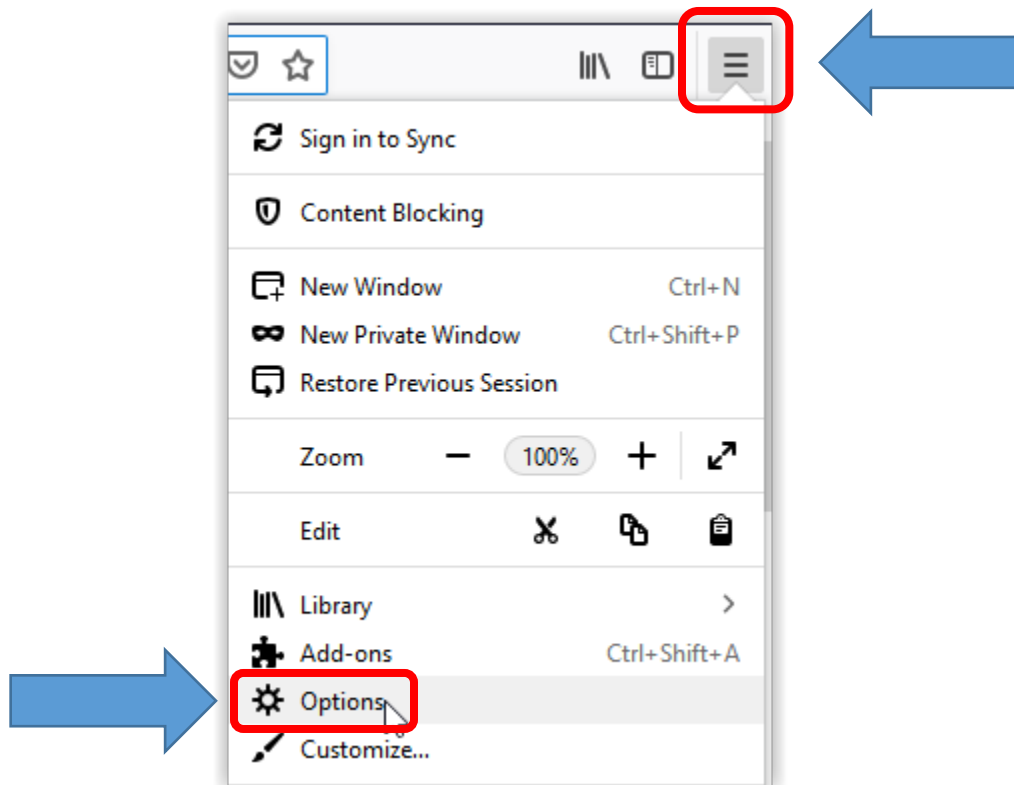 Sign in to Sync
Content Blocking
New Window Ctrl+N
New Private Window Ctrl+Shift+P
Restore Previous Session
Zoom 100%
Edit
Library
Add-ons Ctrl+Shift+A
Options
Customize...